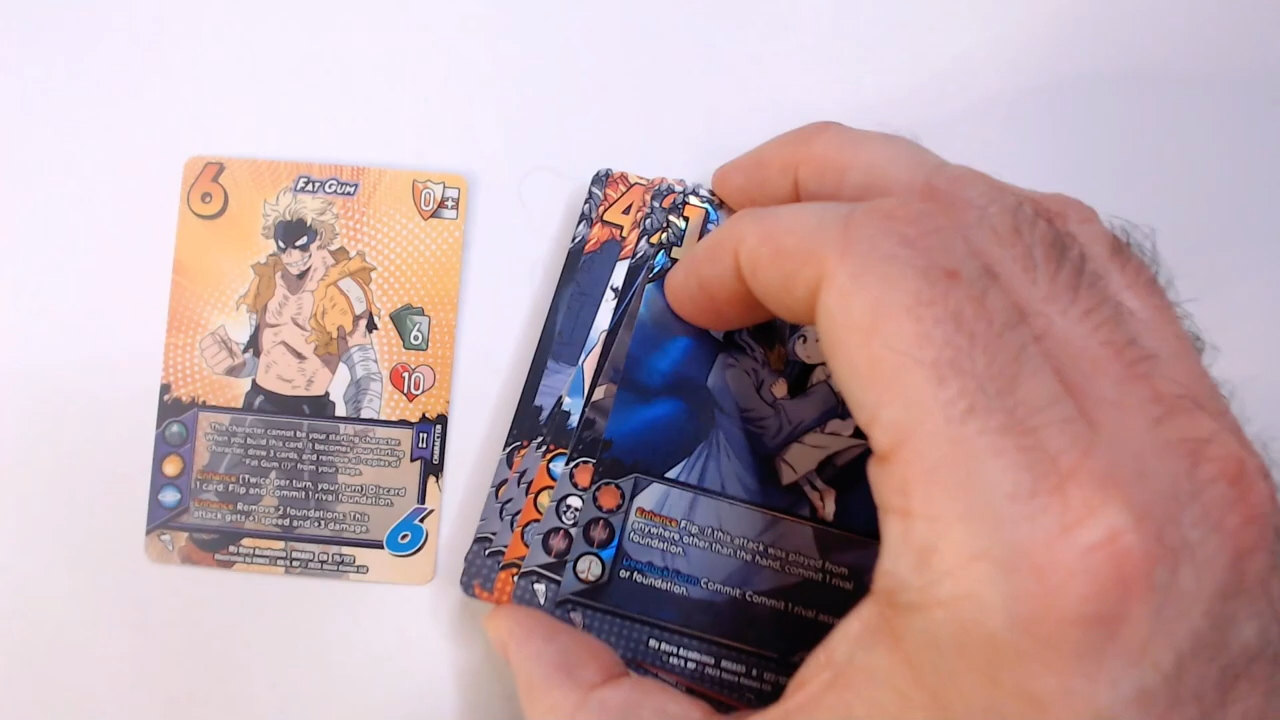 6
FAT GUM
0 +
6
10
This character cannot be your starting character.
When you build this card, it becomes your starting
character, draw 3 cards, and remove all copies of
"Fat Gum (I)" from your stage.
Enhance [Twice per turn, your turn] Discard
1 card: Flip and commit 1 rival foundation.
Enhance Remove 2 foundations: This
attack gets +1 speed and +3 damage.
II
CHARACTER
6
My Hero Academia
4
1
Enhance Flip: If this attack was played from
anywhere other than the hand, commit 1 rival
foundation.
Deadlock Form Commit: Commit 1 rival
or foundation.
My Hero Academia MHA05